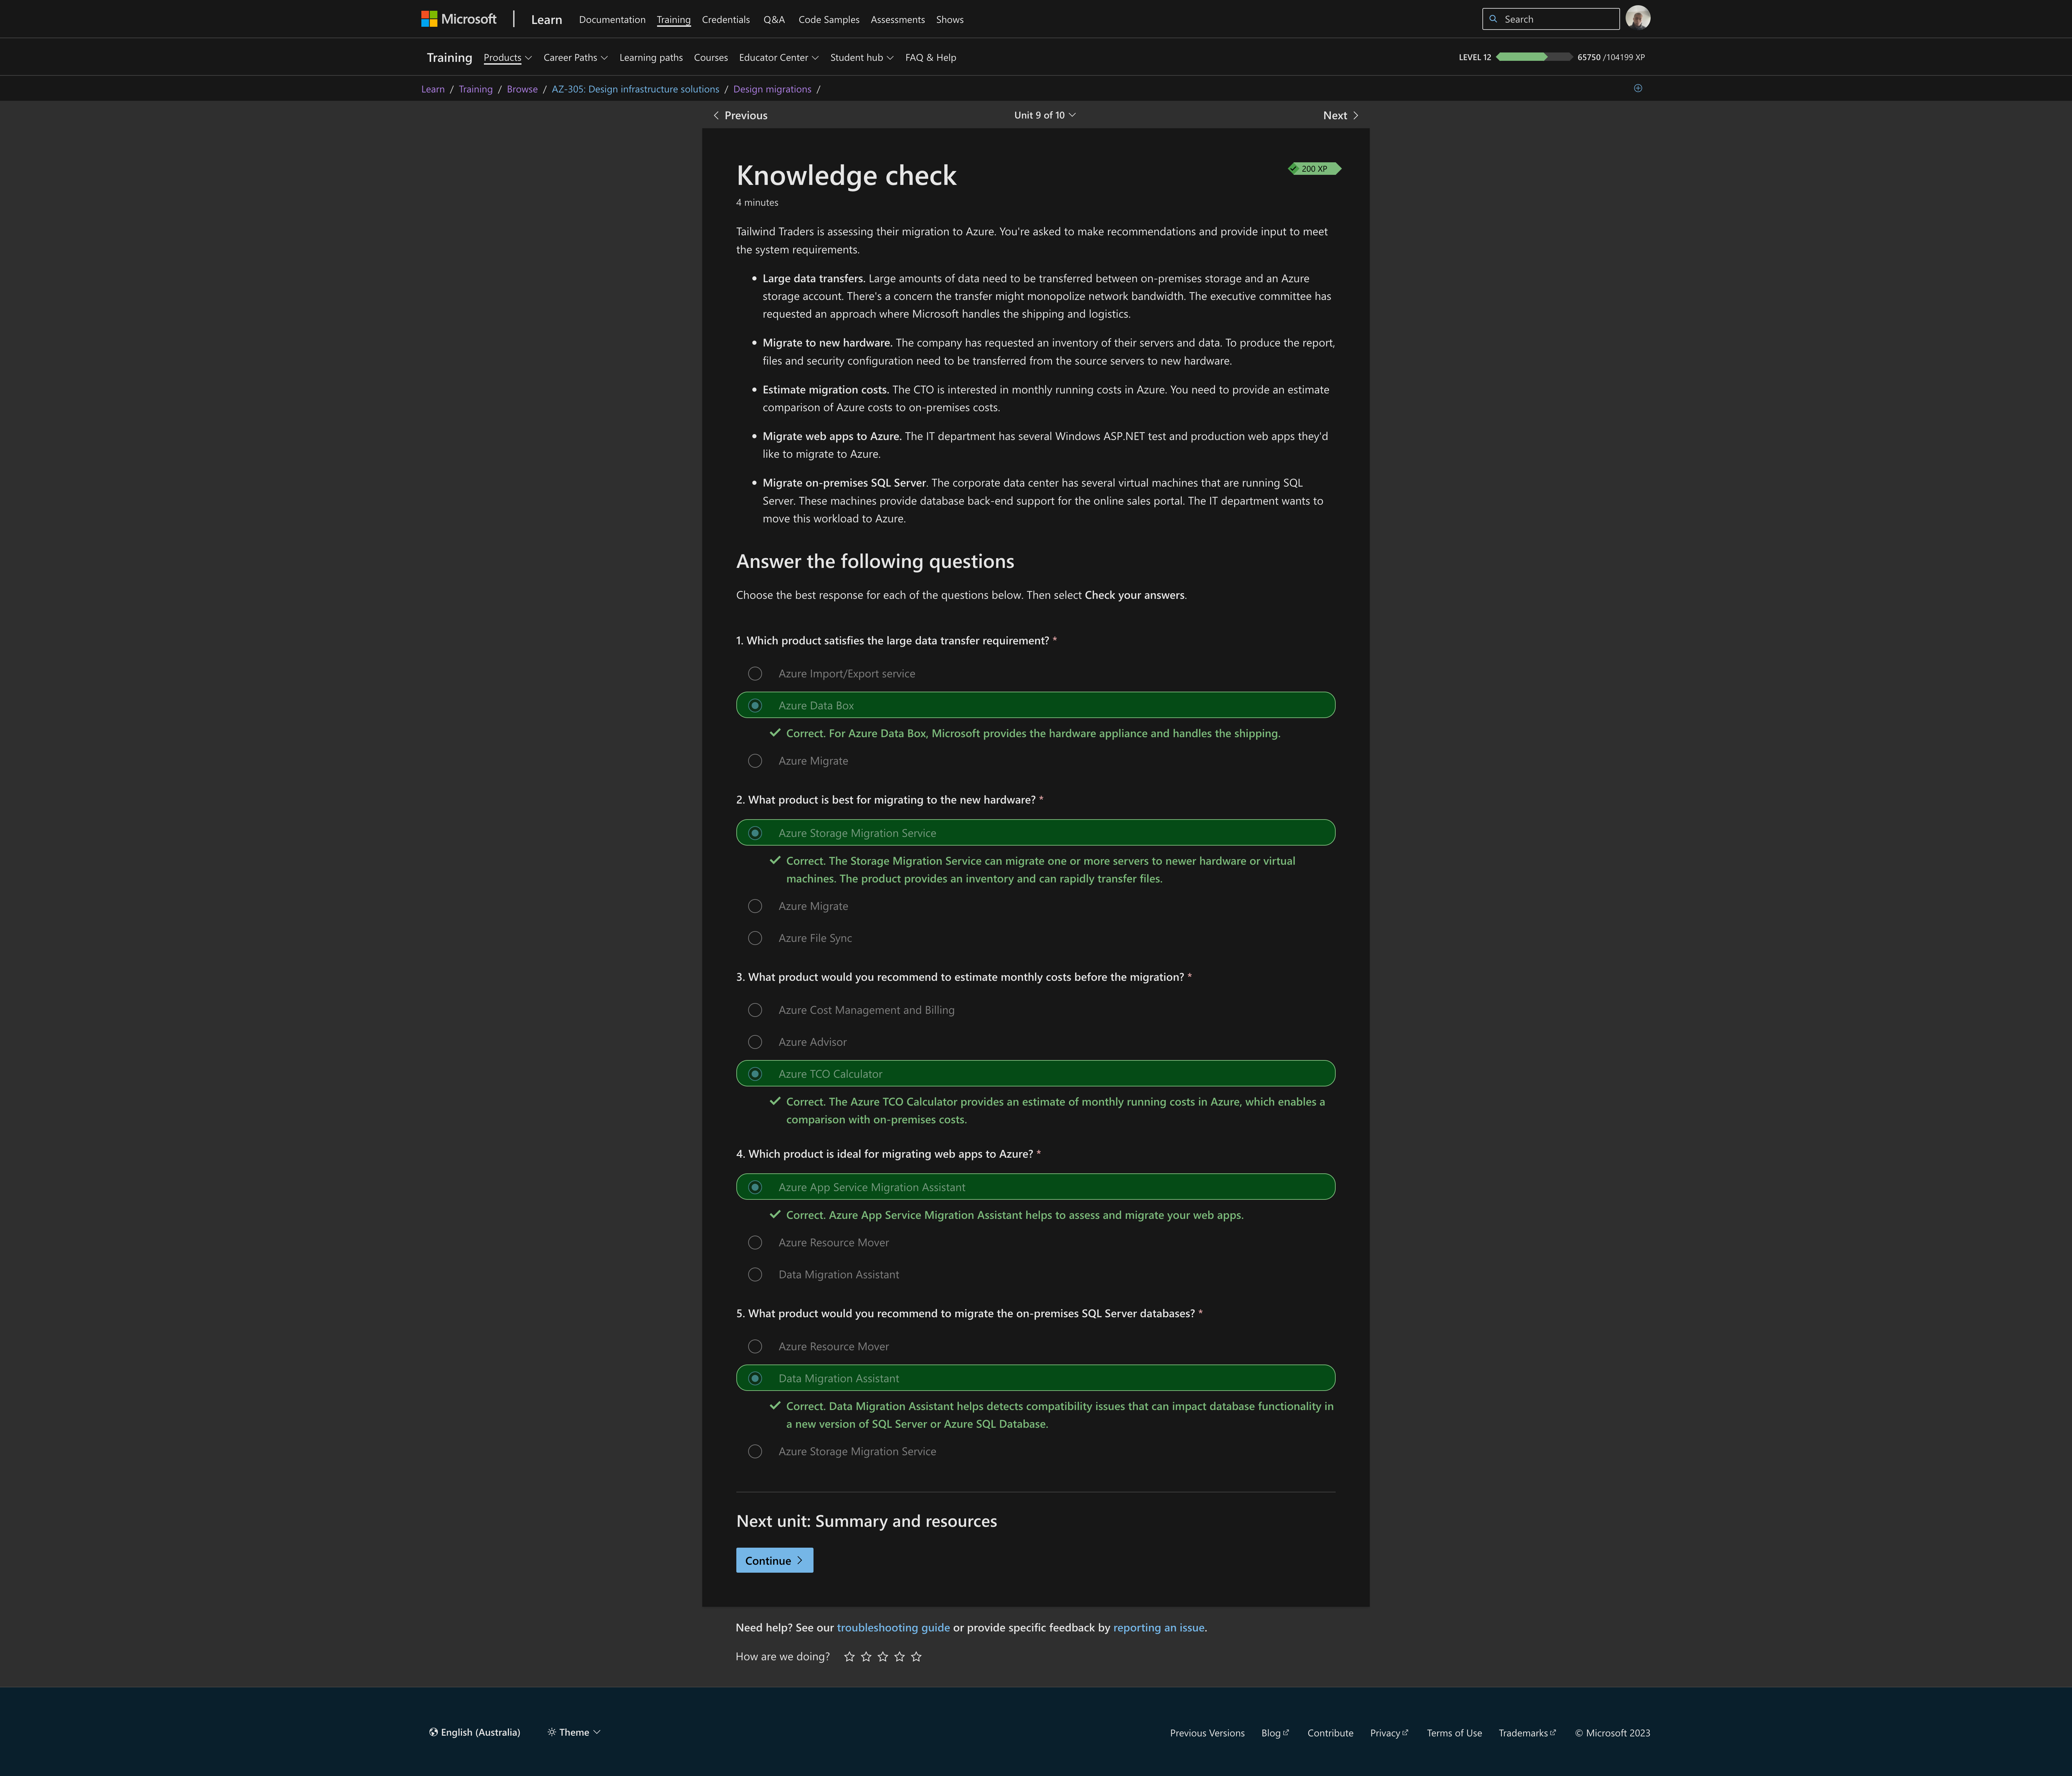 Microsoft
Learn
Documentation Training Credentials Q&A Code Samples Assessments Shows
Search
Training
Products Career Paths Learning paths Courses Educator Center Student hub FAQ & Help
LEVEL 12
65750 /104199 XP
Learn / Training / Browse / AZ-305: Design infrastructure solutions / Design migrations /
Previous
Unit 9 of 10
Next
Knowledge check
200 XP
4 minutes
Tailwind Traders is assessing their migration to Azure. You're asked to make recommendations and provide input to meet
the system requirements.
• Large data transfers. Large amounts of data need to be transferred between on-premises storage and an Azure
storage account. There's a concern the transfer might monopolize network bandwidth. The executive committee has
requested an approach where Microsoft handles the shipping and logistics.
• Migrate to new hardware. The company has requested an inventory of their servers and data. To produce the report,
files and security configuration need to be transferred from the source servers to new hardware.
• Estimate migration costs. The CTO is interested in monthly running costs in Azure. You need to provide an estimate
comparison of Azure costs to on-premises costs.
• Migrate web apps to Azure. The IT department has several Windows ASP.NET test and production web apps they'd
like to migrate to Azure.
• Migrate on-premises SQL Server. The corporate data center has several virtual machines that are running SQL
Server. These machines provide database back-end support for the online sales portal. The IT department wants to
move this workload to Azure.
Answer the following questions
Choose the best response for each of the questions below. Then select Check your answers.
1. Which product satisfies the large data transfer requirement? *
Azure Import/Export service
Azure Data Box
Correct. For Azure Data Box, Microsoft provides the hardware appliance and handles the shipping.
Azure Migrate
2. What product is best for migrating to the new hardware? *
Azure Storage Migration Service
Correct. The Storage Migration Service can migrate one or more servers to newer hardware or virtual
machines. The product provides an inventory and can rapidly transfer files.
Azure Migrate
Azure File Sync
3. What product would you recommend to estimate monthly costs before the migration? *
Azure Cost Management and Billing
Azure Advisor
Azure TCO Calculator
Correct. The Azure TCO Calculator provides an estimate of monthly running costs in Azure, which enables a
comparison with on-premises costs.
4. Which product is ideal for migrating web apps to Azure? *
Azure App Service Migration Assistant
Correct. Azure App Service Migration Assistant helps to assess and migrate your web apps.
Azure Resource Mover
Data Migration Assistant
5. What product would you recommend to migrate the on-premises SQL Server databases? *
Azure Resource Mover
Data Migration Assistant
Correct. Data Migration Assistant helps detects compatibility issues that can impact database functionality in
a new version of SQL Server or Azure SQL Database.
Azure Storage Migration Service
Next unit: Summary and resources
Continue
Need help? See our troubleshooting guide or provide specific feedback by reporting an issue.
How are we doing?
English (Australia)
Theme
Previous Versions Blog Contribute Privacy Terms of Use Trademarks © Microsoft 2023